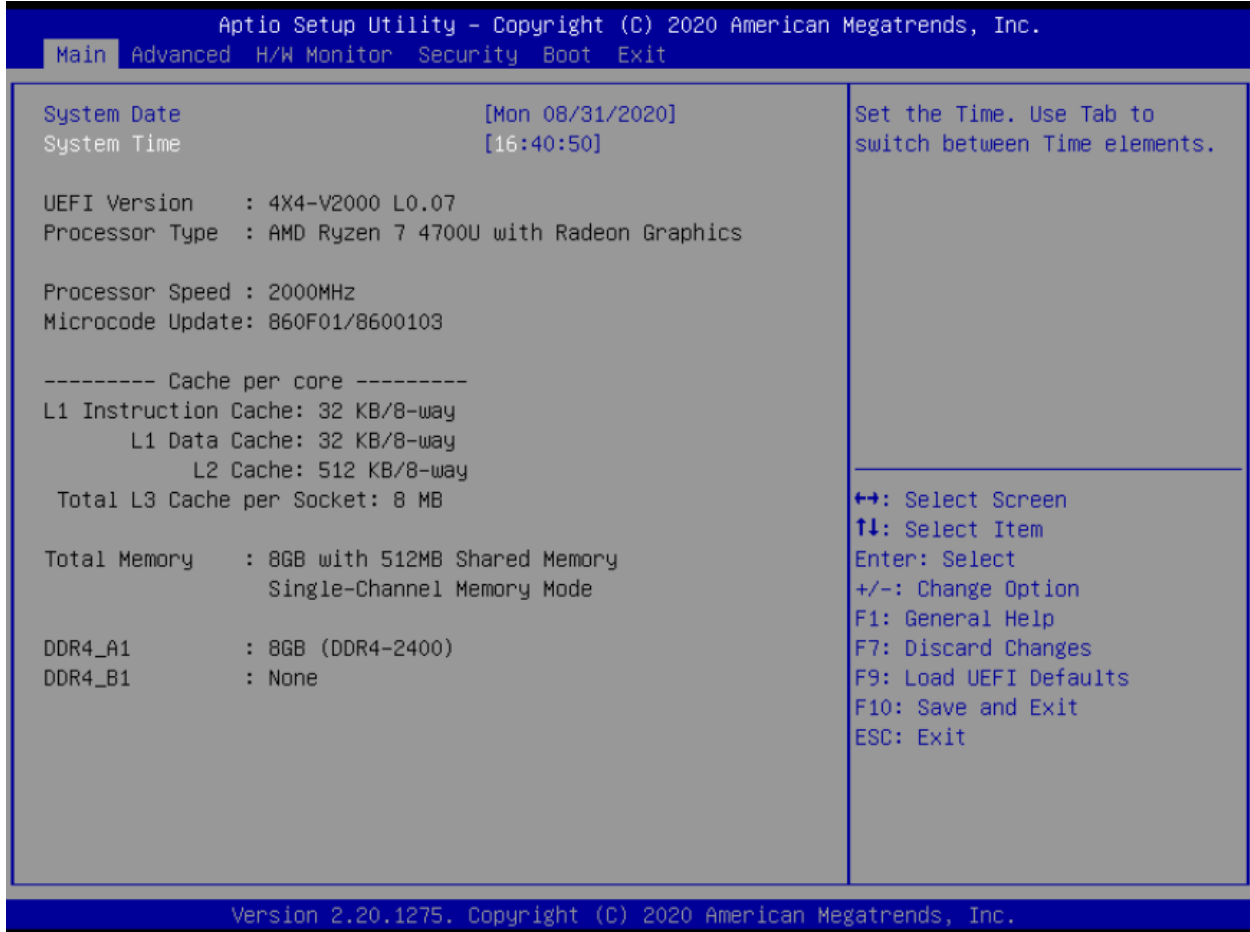 Aptio Setup Utility – Copyright (C) 2020 American Megatrends, Inc.
Main Advanced H/W Monitor Security Boot Exit
System Date [Mon 08/31/2020]
System Time [16:40:50]
UEFI Version : 4X4-V2000 L0.07
Processor Type : AMD Ryzen 7 4700U with Radeon Graphics
Processor Speed : 2000MHz
Microcode Update: 860F01/8600103
--------- Cache per core ---------
L1 Instruction Cache: 32 KB/8-way
L1 Data Cache: 32 KB/8-way
L2 Cache: 512 KB/8-way
Total L3 Cache per Socket: 8 MB
Total Memory : 8GB with 512MB Shared Memory
Single-Channel Memory Mode
DDR4_A1 : 8GB (DDR4-2400)
DDR4_B1 : None
Set the Time. Use Tab to
switch between Time elements.
↔: Select Screen
↑↓: Select Item
Enter: Select
+/-: Change Option
F1: General Help
F7: Discard Changes
F9: Load UEFI Defaults
F10: Save and Exit
ESC: Exit
Version 2.20.1275. Copyright (C) 2020 American Megatrends, Inc.